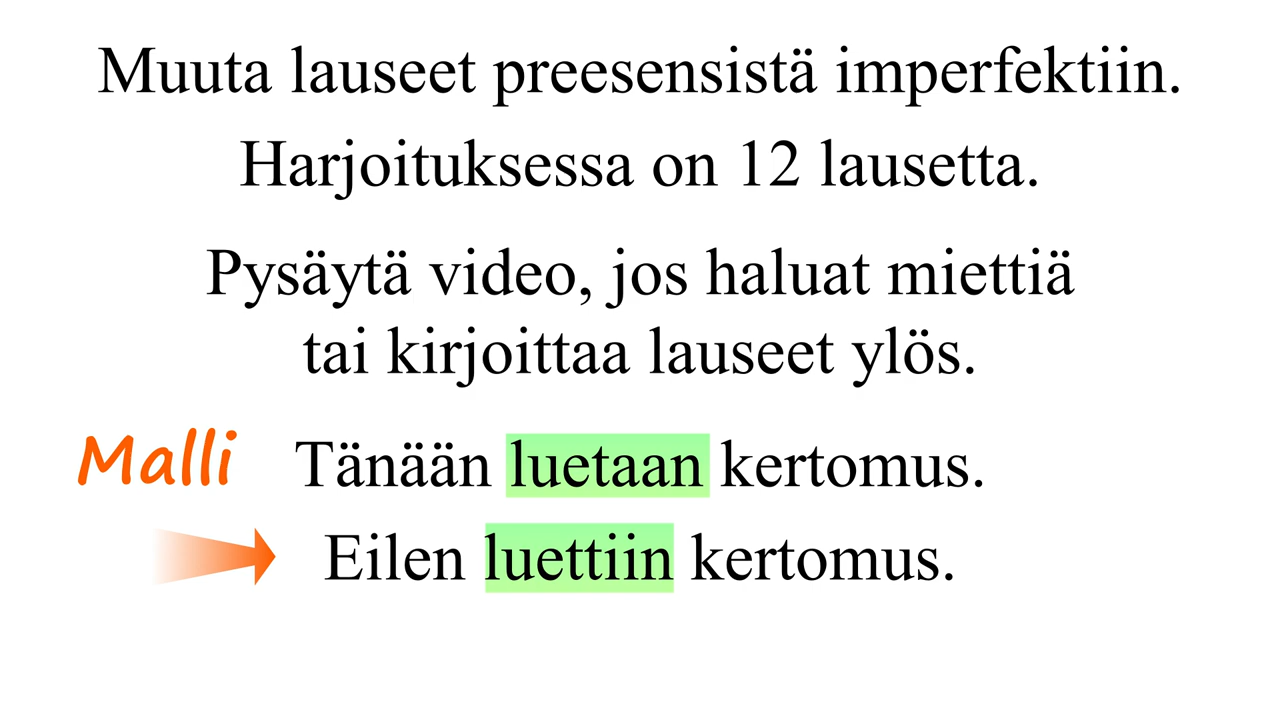 Muuta lauseet preesensistä imperfektiin.
Harjoituksessa on 12 lausetta.
Pysäytä video, jos haluat miettiä
tai kirjoittaa lauseet ylös.
Malli Tänään luetaan kertomus.
Eilen luettiin kertomus.